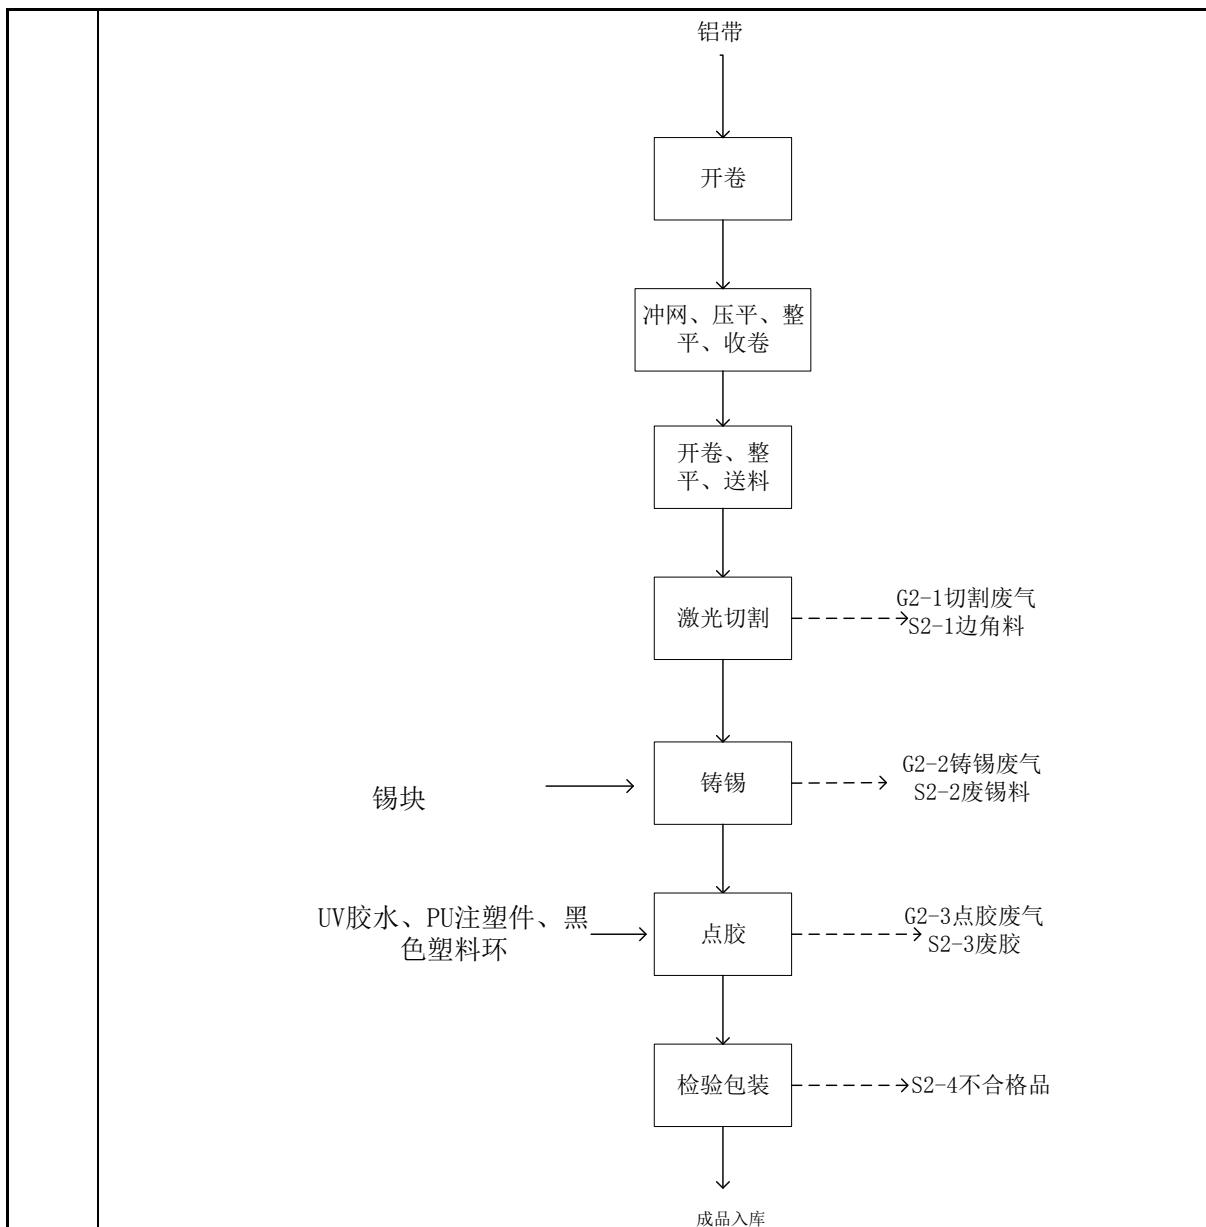 铝带
开卷
冲网、压平、整
平、收卷
开卷、整
平、送料
激光切割
G2-1切割废气
S2-1边角料
锡块
铸锡
G2-2铸锡废气
S2-2废锡料
UV胶水、PU注塑件、黑
色塑料环
点胶
G2-3点胶废气
S2-3废胶
检验包装
S2-4不合格品
成品入库